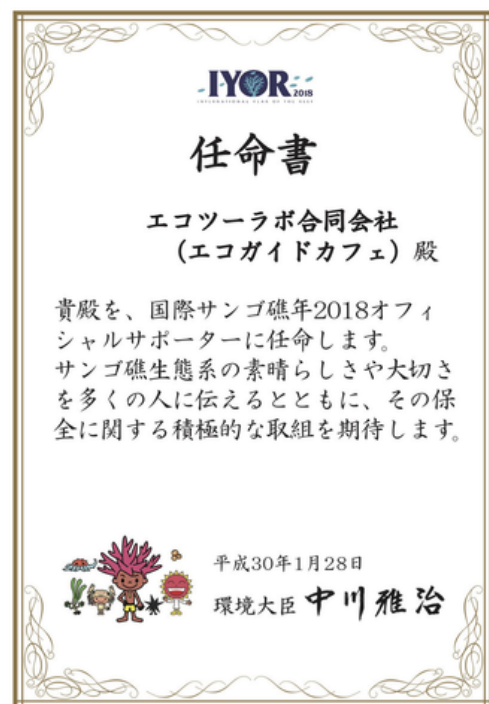 IYOR 2018
INTERNATIONAL YEAR OF THE REEF
任命書
エコツーラボ合同会社
（エコガイドカフェ）殿
貴殿を、国際サンゴ礁年2018オフィ
シャルサポーターに任命します。
サンゴ礁生態系の素晴らしさや大切さ
を多くの人に伝えるとともに、その保
全に関する積極的な取組を期待します。
平成30年1月28日
環境大臣 中川雅治